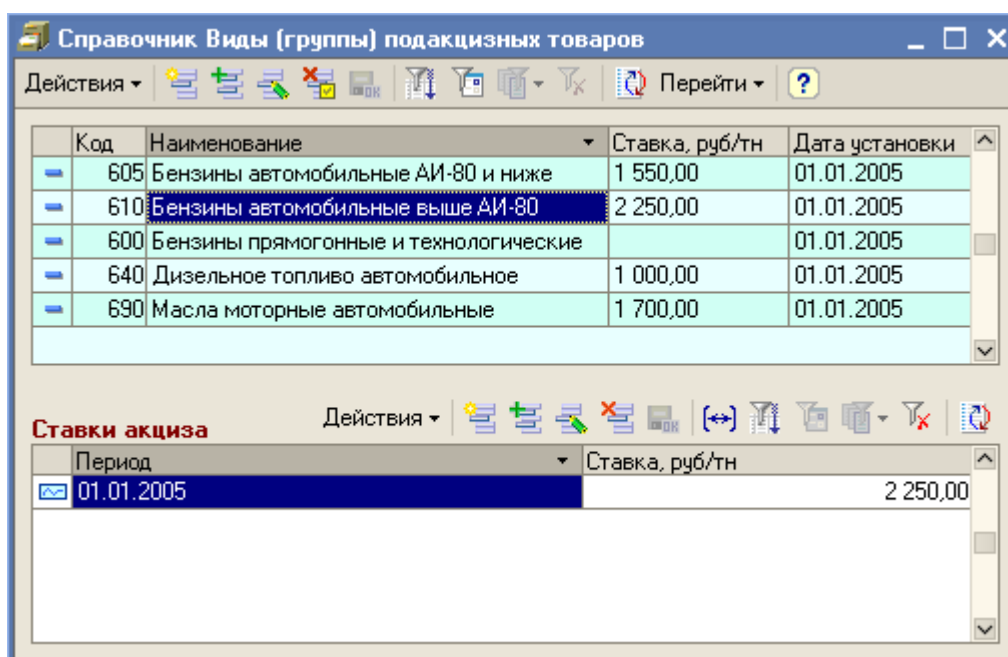 Справочник Виды (группы) подакцизных товаров
Действия Перейти ?
Код Наименование Ставка, руб/тн Дата установки
605 Бензины автомобильные АИ-80 и ниже 1 550,00 01.01.2005
610 Бензины автомобильные выше АИ-80 2 250,00 01.01.2005
600 Бензины прямогонные и технологические 01.01.2005
640 Дизельное топливо автомобильное 1 000,00 01.01.2005
690 Масла моторные автомобильные 1 700,00 01.01.2005
Ставки акциза Действия
Период Ставка, руб/тн
01.01.2005 2 250,00